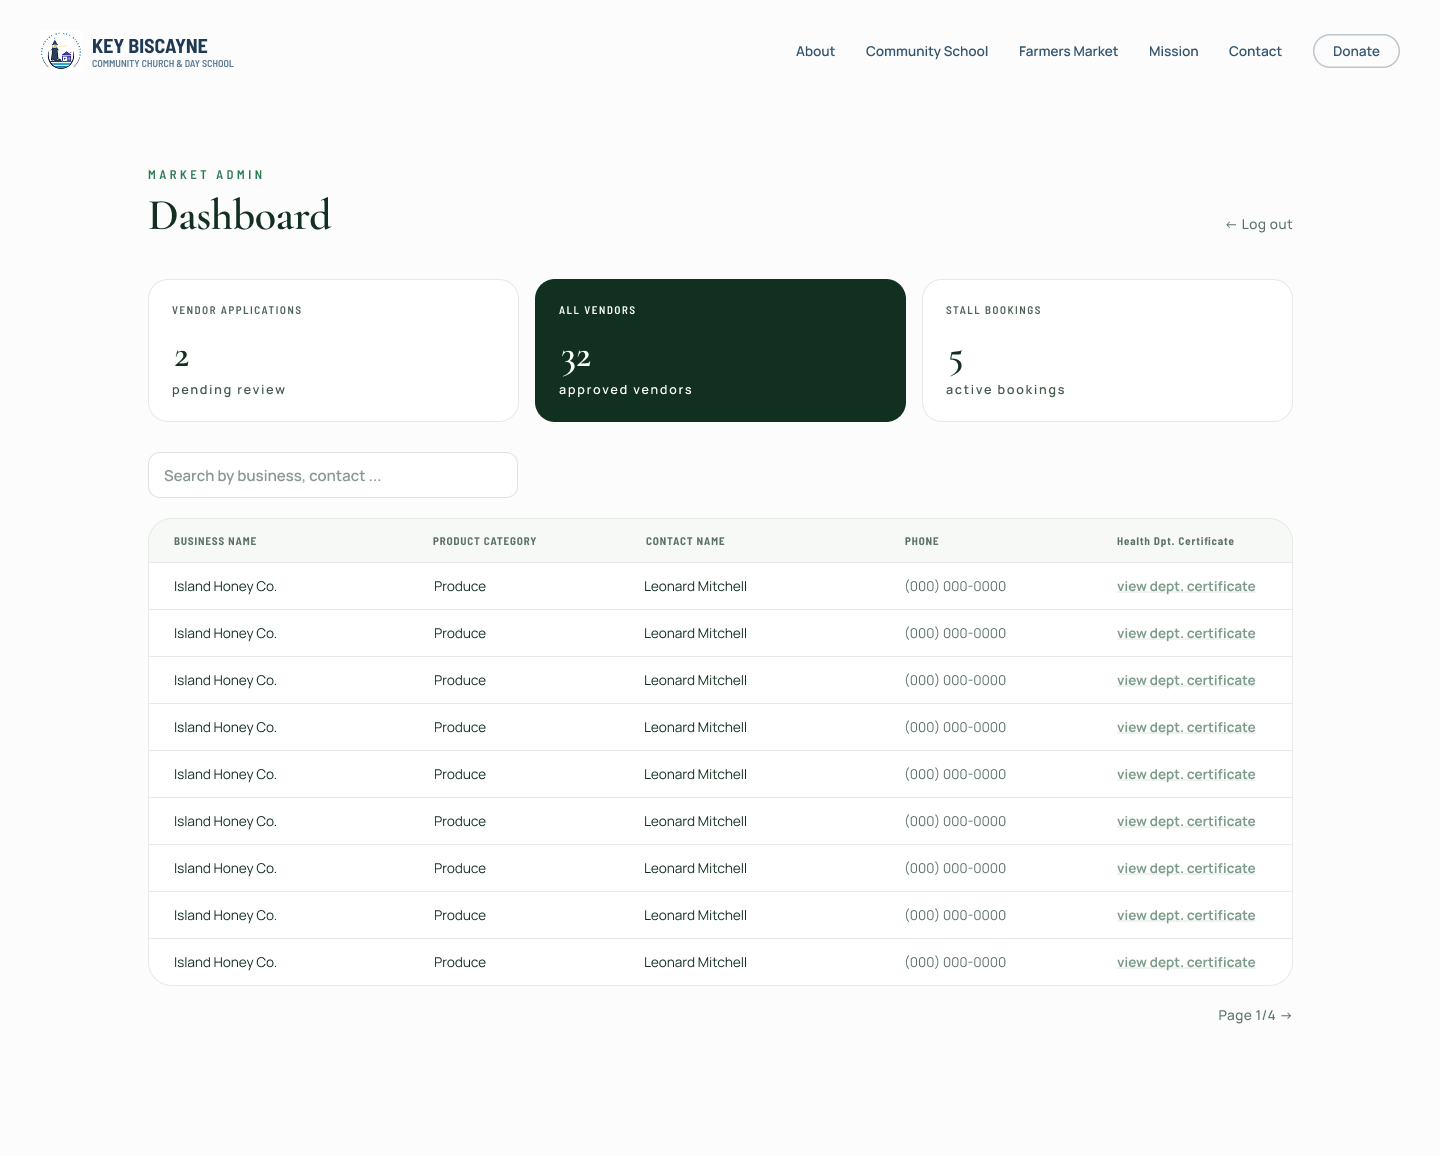 KEY BISCAYNE
COMMUNITY CHURCH & DAY SCHOOL
About Community School Farmers Market Mission Contact Donate
MARKET ADMIN
Dashboard
← Log out
VENDOR APPLICATIONS
2
pending review
ALL VENDORS
32
approved vendors
STALL BOOKINGS
5
active bookings
Search by business, contact ...
BUSINESS NAME PRODUCT CATEGORY CONTACT NAME PHONE Health Dpt. Certificate
Island Honey Co. Produce Leonard Mitchell (000) 000-0000 view dept. certificate
Island Honey Co. Produce Leonard Mitchell (000) 000-0000 view dept. certificate
Island Honey Co. Produce Leonard Mitchell (000) 000-0000 view dept. certificate
Island Honey Co. Produce Leonard Mitchell (000) 000-0000 view dept. certificate
Island Honey Co. Produce Leonard Mitchell (000) 000-0000 view dept. certificate
Island Honey Co. Produce Leonard Mitchell (000) 000-0000 view dept. certificate
Island Honey Co. Produce Leonard Mitchell (000) 000-0000 view dept. certificate
Island Honey Co. Produce Leonard Mitchell (000) 000-0000 view dept. certificate
Island Honey Co. Produce Leonard Mitchell (000) 000-0000 view dept. certificate
Page 1/4 →